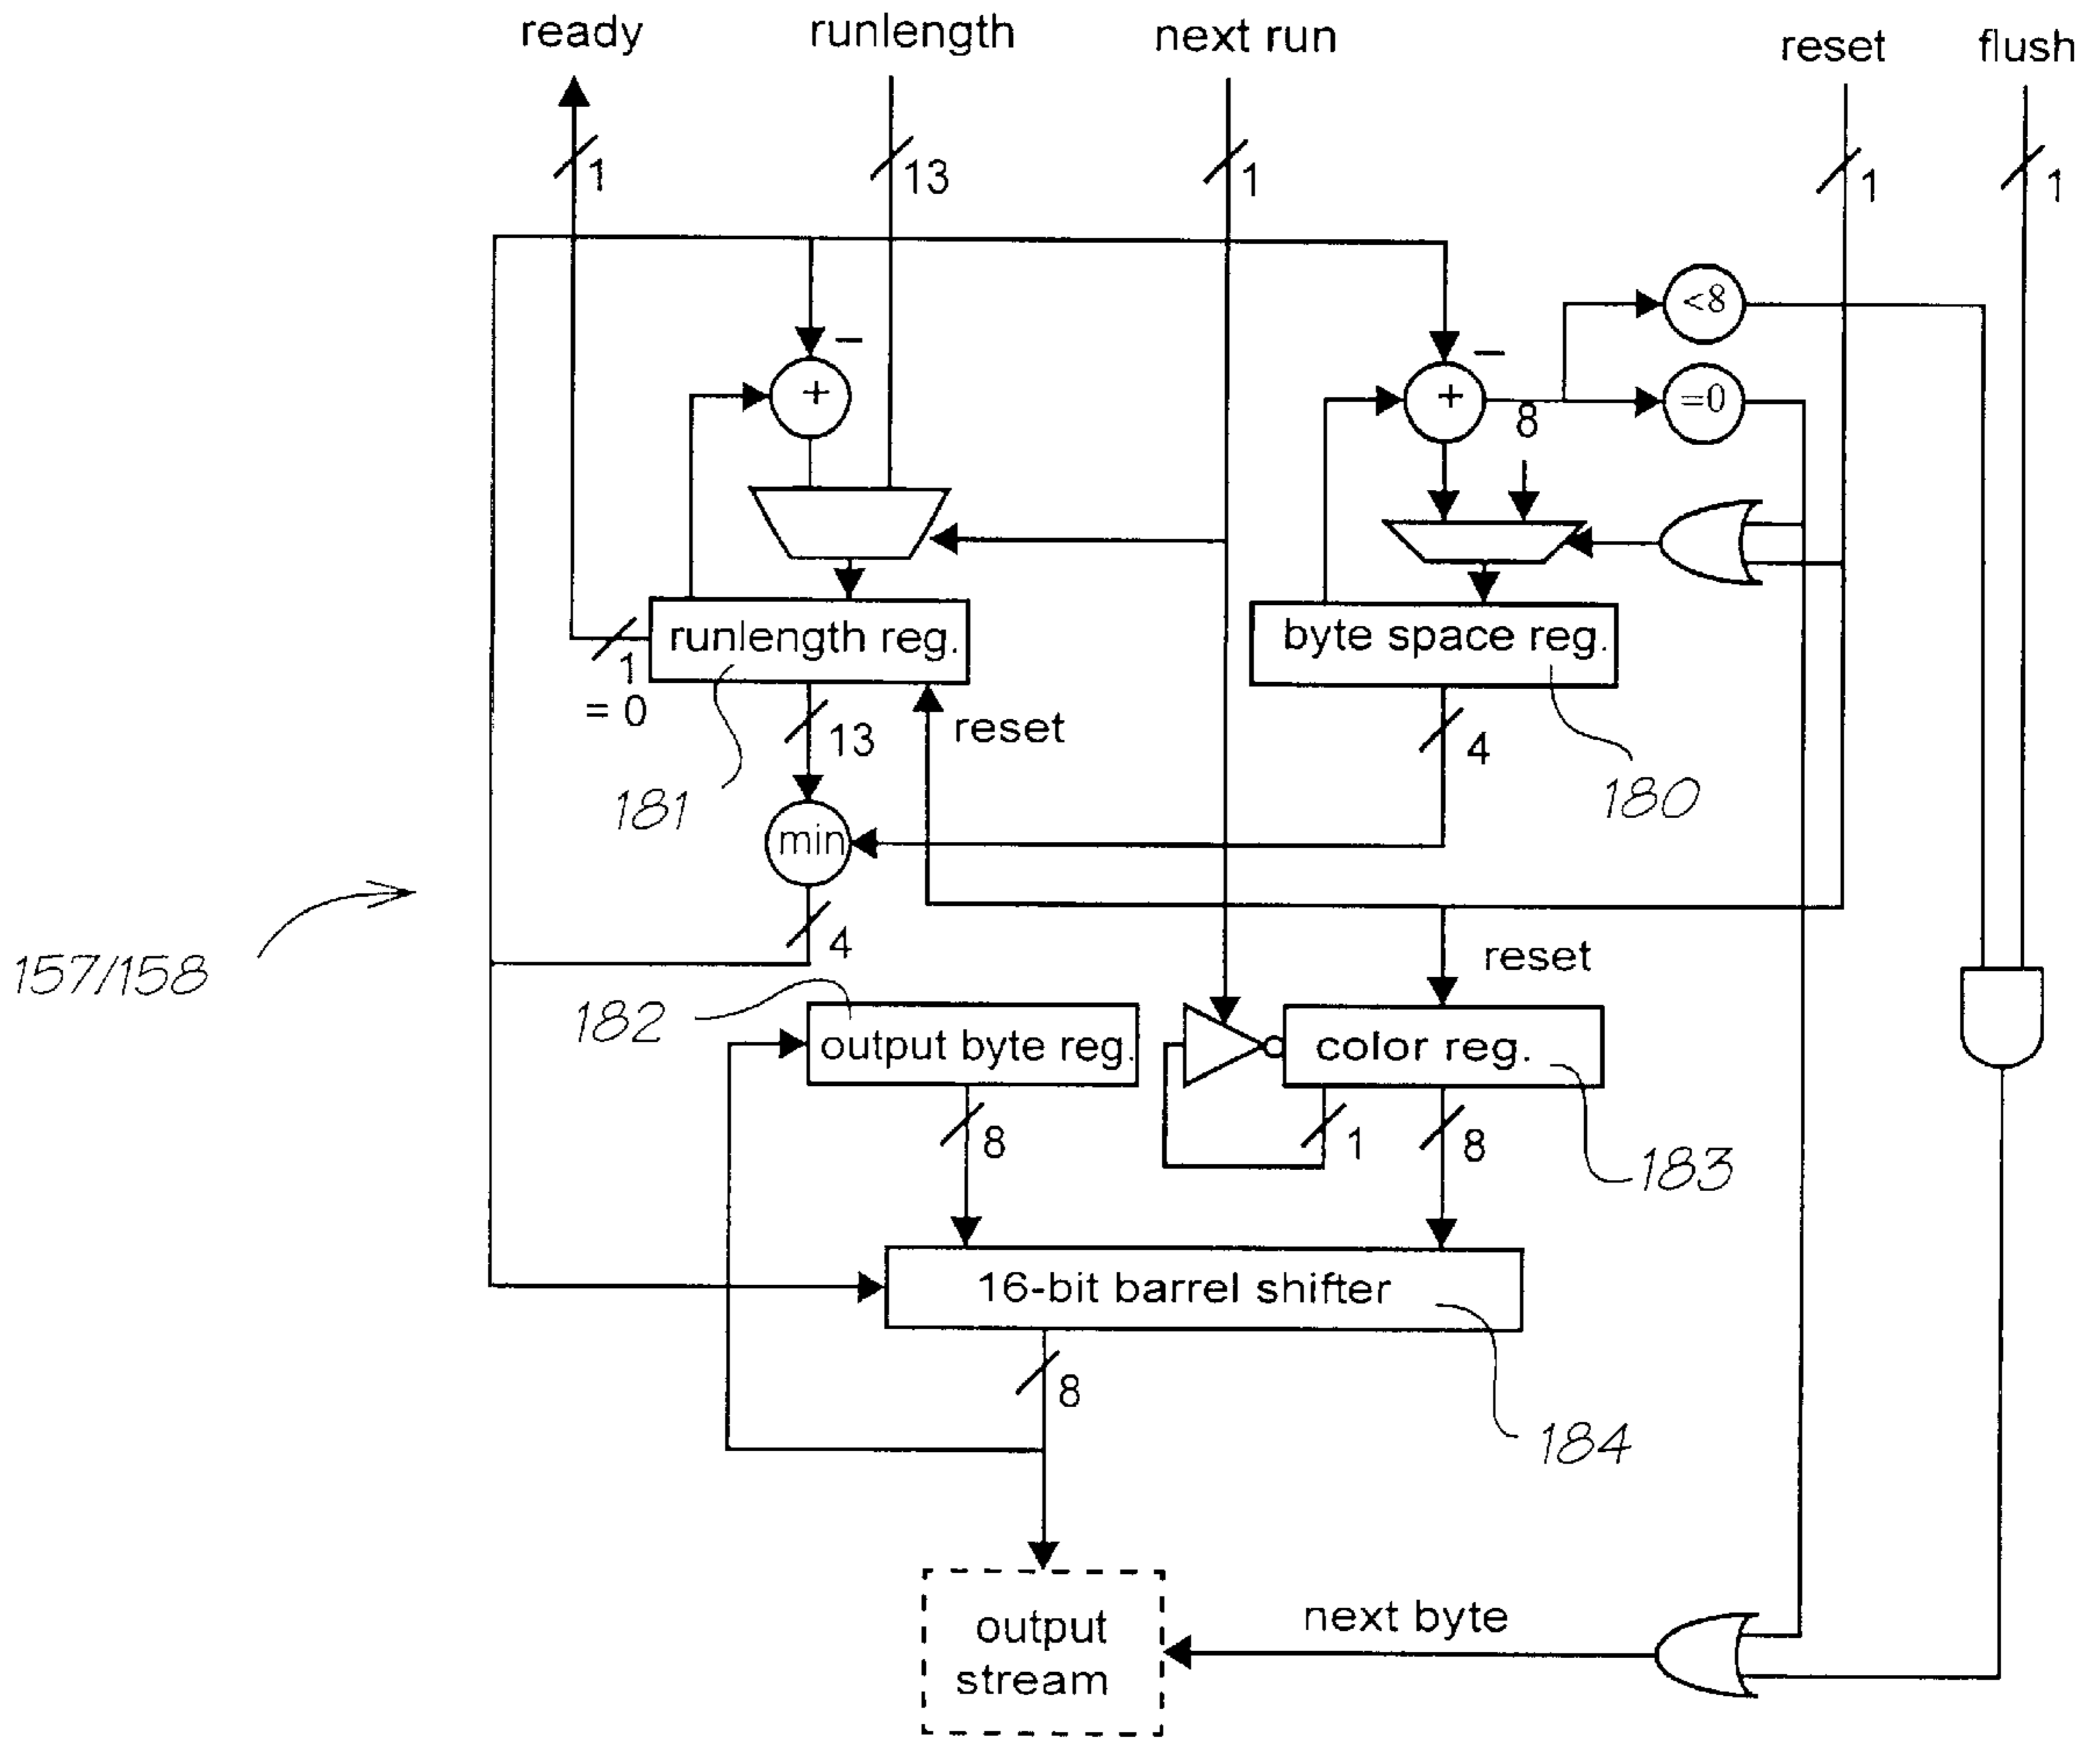 ready
runlength
next run
reset
flush
1
13
1
1
1
−
−
<8
+
+
8
=0
runlength reg.
byte space reg.
1
= 0
13
reset
4
181
180
min
4
157/158
reset
182
output byte reg.
color reg.
8
1
8
183
16-bit barrel shifter
8
184
next byte
output
stream